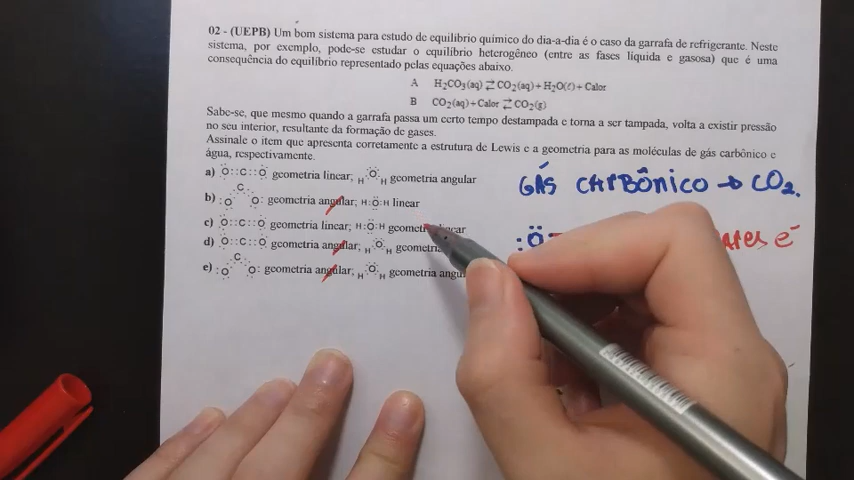 02 - (UEPB) Um bom sistema para estudo de equilíbrio químico do dia-a-dia é o caso da garrafa de refrigerante. Neste
sistema, por exemplo, pode-se estudar o equilíbrio heterogêneo (entre as fases líquida e gasosa) que é uma
consequência do equilíbrio representado pelas equações abaixo.
A H₂CO₃(aq) ⇄ CO₂(aq) + H₂O(ℓ) + Calor
B CO₂(aq) + Calor ⇄ CO₂(g)
Sabe-se, que mesmo quando a garrafa passa um certo tempo destampada e torna a ser tampada, volta a existir pressão
no seu interior, resultante da formação de gases.
Assinale o item que apresenta corretamente a estrutura de Lewis e a geometria para as moléculas de gás carbônico e
água, respectivamente.
a) O::C::O geometria linear; H O H geometria angular
b) :O C O: geometria angular; H:O:H linear
c) O::C::O geometria linear; H:O:H geometria linear
d) O::C::O geometria angular; H O H
e) :O C O: geometria angular; H O H geometria angu
GÁS CARBÔNICO → CO₂.
:Ö
e⁻